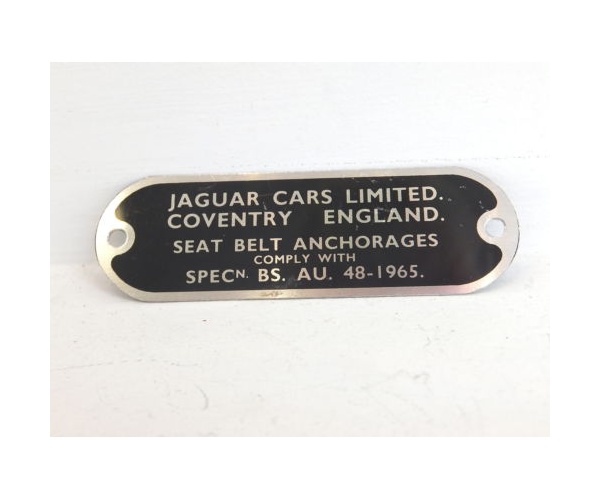 JAGUAR CARS LIMITED.
COVENTRY ENGLAND.
SEAT BELT ANCHORAGES
COMPLY WITH
SPECN. BS. AU. 48-1965.